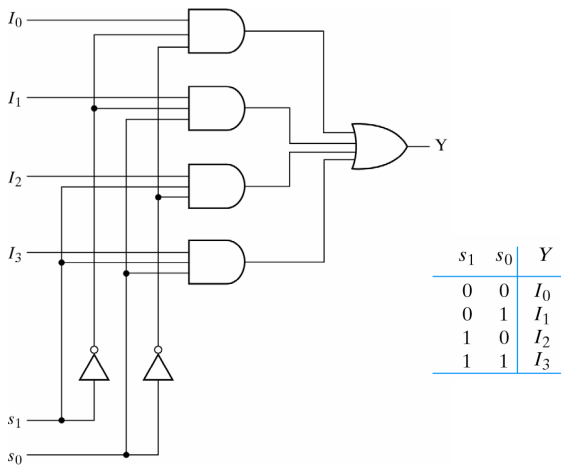 I₀
I₁
Y
I₂
I₃
s₁ s₀ Y
0 0 I₀
0 1 I₁
1 0 I₂
1 1 I₃
s₁
s₀